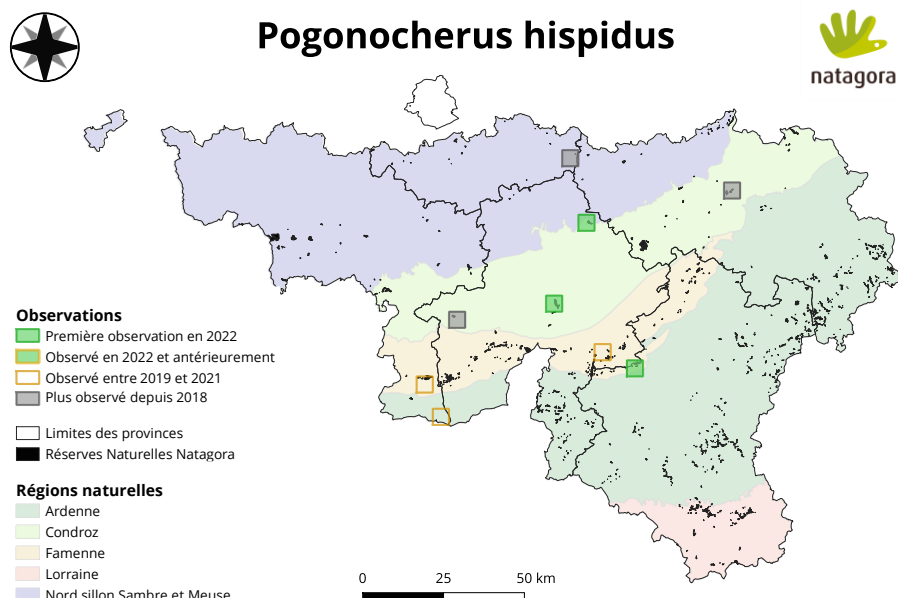 Pogonocherus hispidus
natagora
Observations
Première observation en 2022
Observé en 2022 et antérieurement
Observé entre 2019 et 2021
Plus observé depuis 2018
Limites des provinces
Réserves Naturelles Natagora
Régions naturelles
Ardenne
Condroz
Famenne
Lorraine
Nord sillon Sambre et Meuse
0 25 50 km